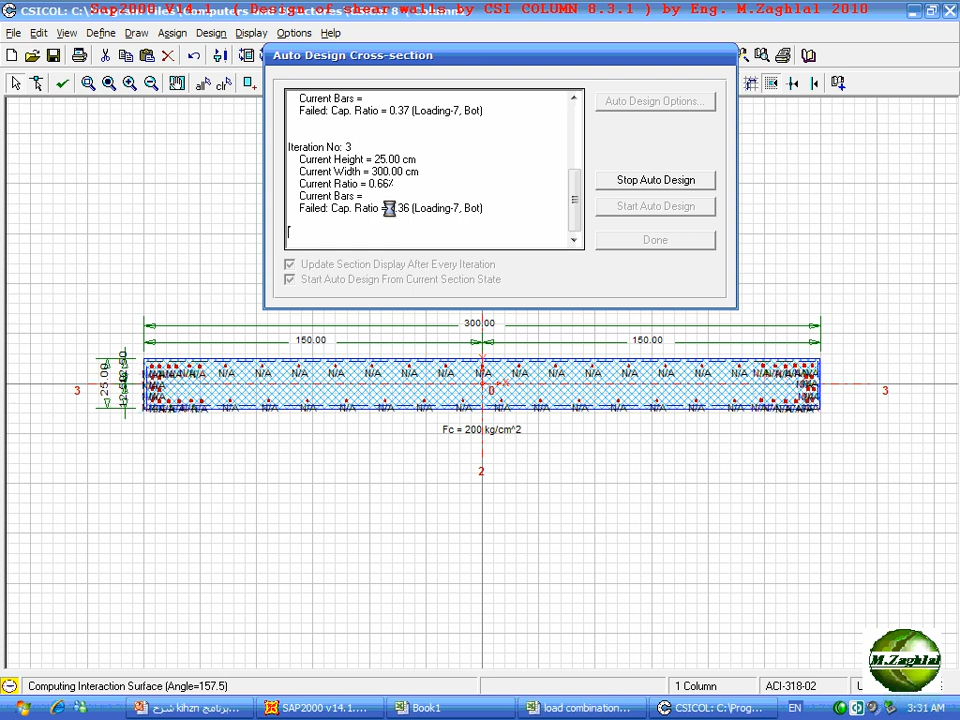 Sap2000 V14.1 ( Design of shear walls by CSI COLUMN 8.3.1 ) by Eng. M.Zaghlal 2010
File Edit View Define Draw Assign Design Display Options Help
Auto Design Cross-section
Current Bars =
Failed: Cap. Ratio = 0.37 (Loading-7, Bot)
Iteration No: 3
Current Height = 25.00 cm
Current Width = 300.00 cm
Current Ratio = 0.66%
Current Bars =
Failed: Cap. Ratio = .36 (Loading-7, Bot)
Auto Design Options...
Stop Auto Design
Start Auto Design
Done
Update Section Display After Every Iteration
Start Auto Design From Current Section State
300.00
150.00 150.00
25.00
N/A N/A N/A N/A N/A N/A N/A N/A N/A N/A N/A N/A N/A N/A N/A
3 0 X 3
N/A N/A N/A N/A N/A N/A N/A N/A N/A N/A N/A N/A N/A N/A
Fc = 200 kg/cm^2
2
M.Zaghlal
Computing Interaction Surface (Angle=157.5) 1 Column ACI-318-02
شرح kihzn برنامج... SAP2000 v14.1.... Book1 load combination... CSICOL: C:\Prog... EN 3:31 AM